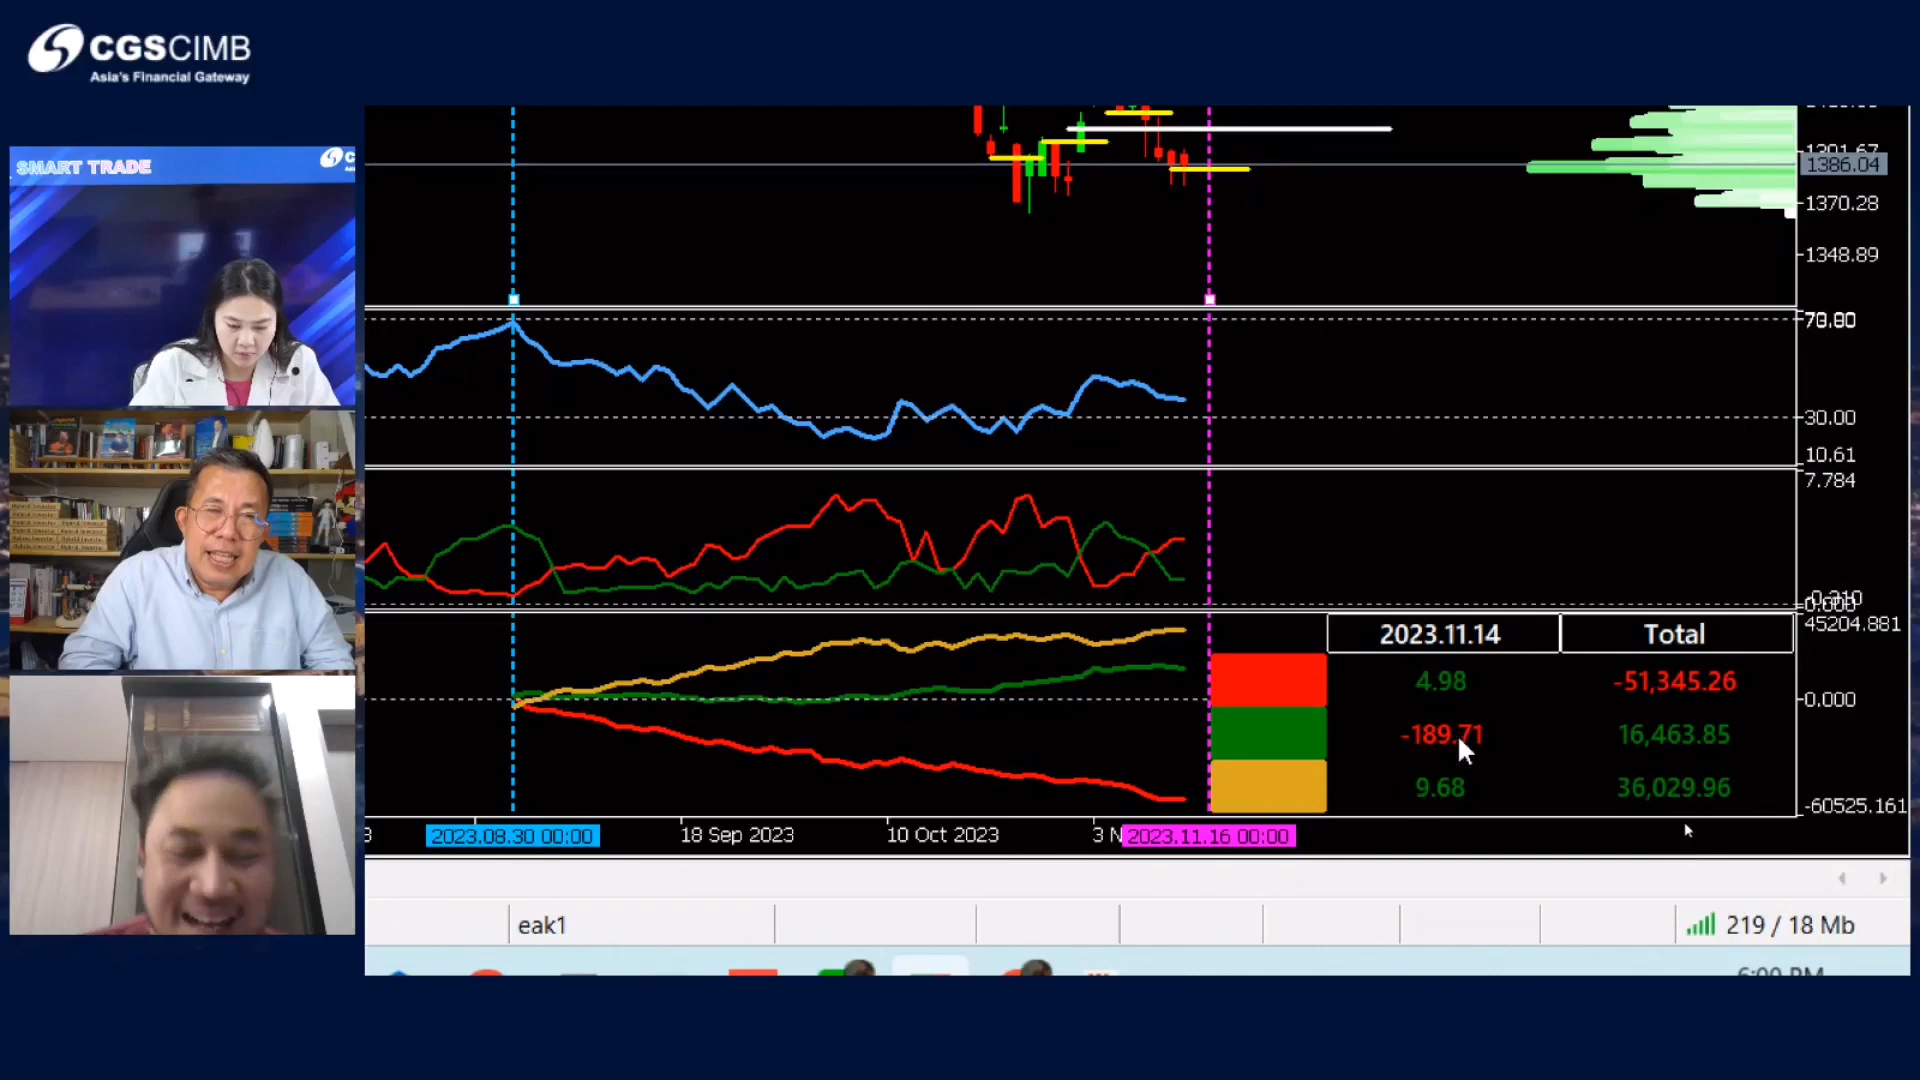 CGS CIMB
Asia's Financial Gateway
SMART TRADE
1386.04
1370.28
1348.89
30.00
10.61
7.784
45204.881
0.000
-60525.161
2023.11.14 Total
4.98 -51,345.26
-189.71 16,463.85
9.68 36,029.96
2023.08.30 00:00 18 Sep 2023 10 Oct 2023 3 N 2023.11.16 00:00
eak1 219 / 18 Mb